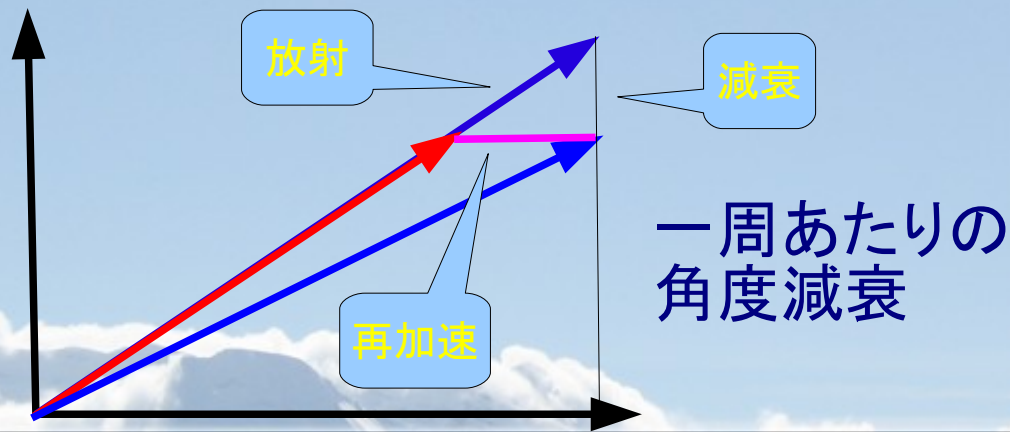 放射
減衰
一周あたりの
角度減衰
再加速